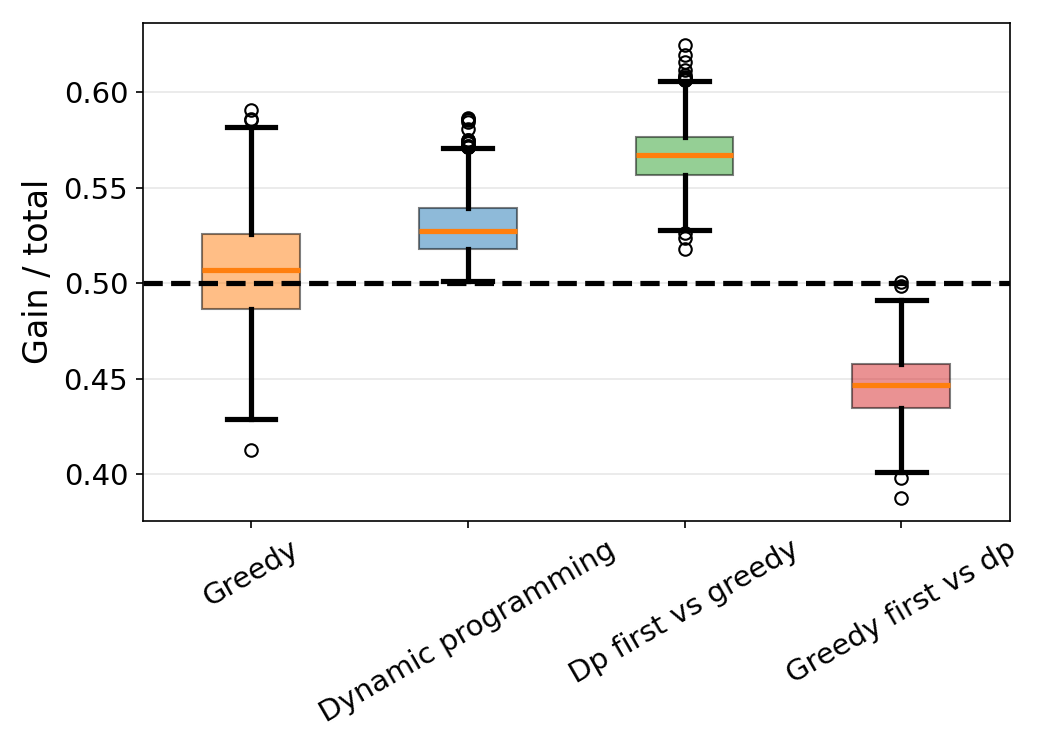 Gain / total
0.60
0.55
0.50
0.45
0.40
Greedy
Dynamic programming
Dp first vs greedy
Greedy first vs dp